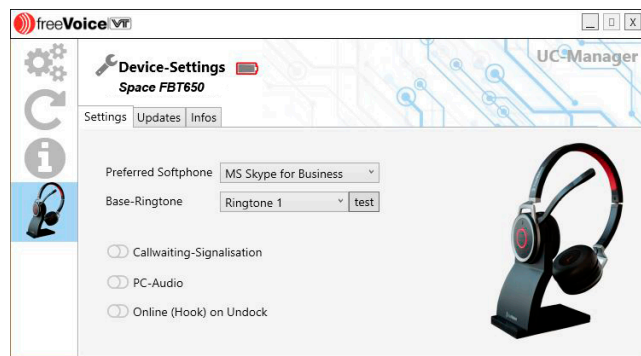 freeVoice VT
UC-Manager
Device-Settings
Space FBT650
Settings Updates Infos
Preferred Softphone MS Skype for Business
Base-Ringtone Ringtone 1 test
Callwaiting-Signalisation
PC-Audio
Online (Hook) on Undock